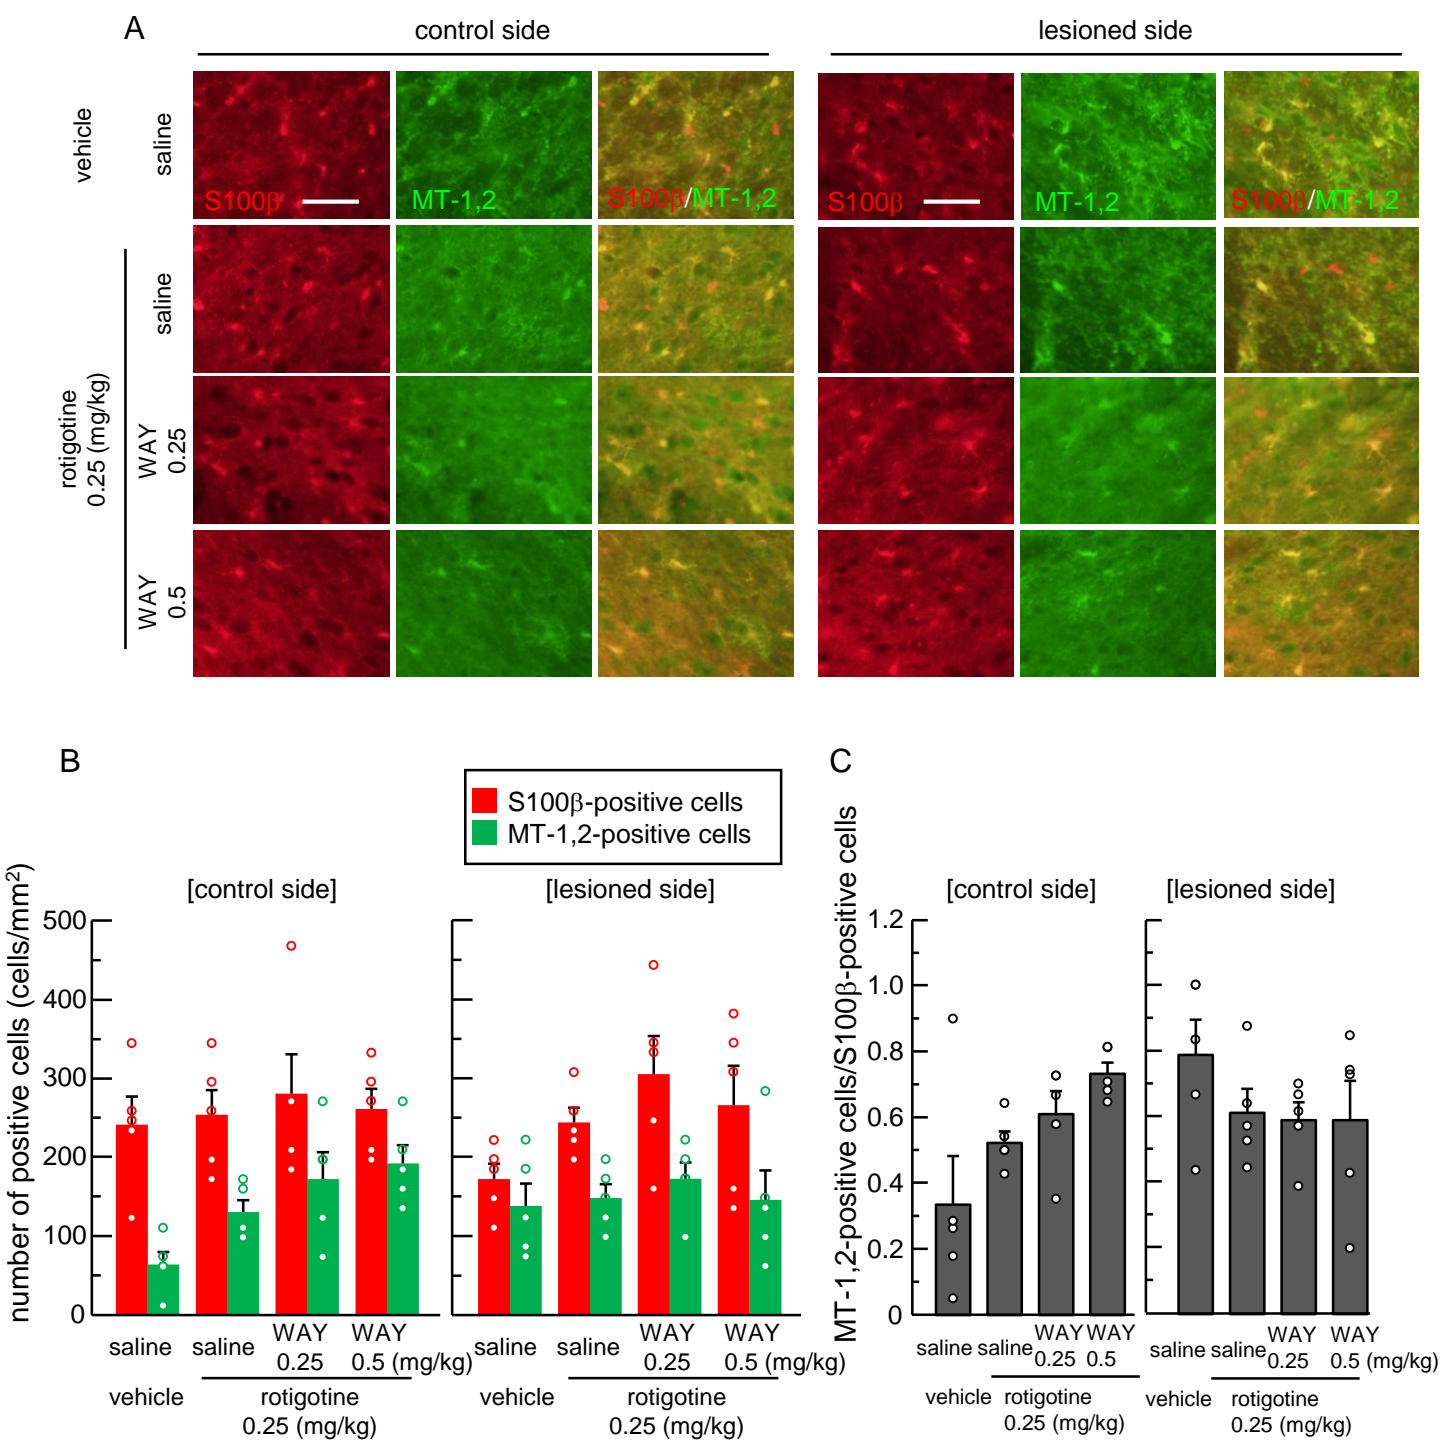 A
control side
lesioned side
vehicle
saline
S100β
MT-1,2
S100β/MT-1,2
S100β
MT-1,2
S100β/MT-1,2
rotigotine
0.25 (mg/kg)
saline
WAY
0.25
WAY
0.5
B
S100β-positive cells
MT-1,2-positive cells
number of positive cells (cells/mm2)
[control side]
[lesioned side]
500
400
300
200
100
0
saline
saline
WAY
0.25
WAY
0.5 (mg/kg)
vehicle
rotigotine
0.25 (mg/kg)
saline
saline
WAY
0.25
WAY
0.5 (mg/kg)
vehicle
rotigotine
0.25 (mg/kg)
C
MT-1,2-positive cells/S100β-positive cells
[control side]
[lesioned side]
1.2
1.0
0.8
0.6
0.4
0.2
0
saline
saline
WAY
0.25
WAY
0.5
vehicle
rotigotine
0.25 (mg/kg)
saline
saline
WAY
0.25
WAY
0.5 (mg/kg)
vehicle
rotigotine
0.25 (mg/kg)